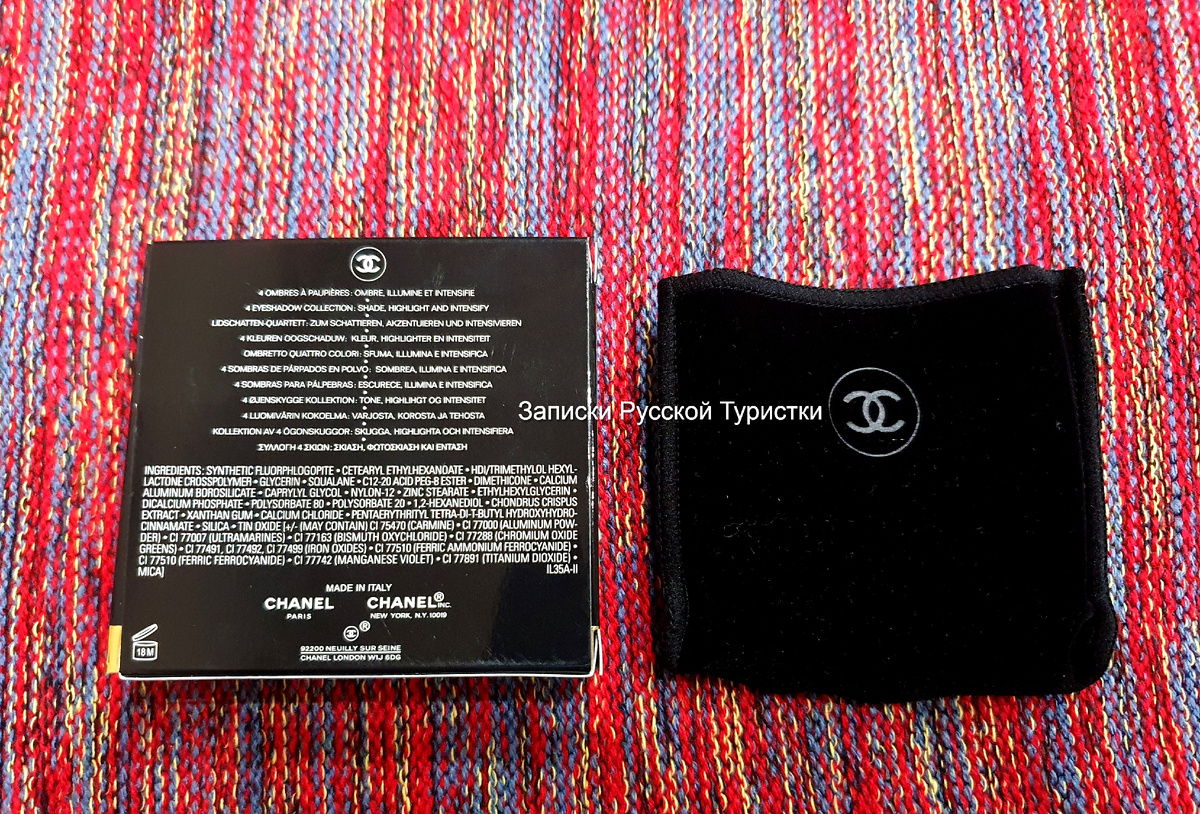 4 OMBRES À PAUPIÈRES: OMBRE, ILLUMINE ET INTENSIFIE
4 EYESHADOW COLLECTION: SHADE, HIGHLIGHT AND INTENSIFY
LIDSCHATTEN-QUARTETT: ZUM SCHATTIEREN, AKZENTUIEREN UND INTENSIVIEREN
4 KLEUREN OOGSCHADUW: KLEUR, HIGHLIGHTER EN INTENSITEIT
OMBRETTO QUATTRO COLORI: SFUMA, ILLUMINA E INTENSIFICA
4 SOMBRAS DE PÁRPADOS EN POLVO: SOMBREA, ILUMINA E INTENSIFICA
4 SOMBRAS PARA PÁLPEBRAS: ESCURECE, ILUMINA E INTENSIFICA
4 ØJENSKYGGE KOLLEKTION: TONE, HIGHLIHGT OG INTENSITET
4 LUOMIVÄRIN KOKOELMA: VARJOSTA, KOROSTA JA TEHOSTA
KOLLEKTION AV 4 ÖGONSKUGGOR: SKUGGA, HIGHLIGHTA OCH INTENSIFIERA
ΣΥΛΛΟΓΗ 4 ΣΚΙΩΝ: ΣΚΙΑΣΗ, ΦΩΤΟΣΚΙΑΣΗ ΚΑΙ ΕΝΤΑΣΗ
INGREDIENTS: SYNTHETIC FLUORPHLOGOPITE • CETEARYL ETHYLHEXANOATE • HDI/TRIMETHYLOL HEXYL-
LACTONE CROSSPOLYMER • GLYCERIN • SQUALANE • C12-20 ACID PEG-8 ESTER • DIMETHICONE • CALCIUM
ALUMINUM BOROSILICATE • CAPRYLYL GLYCOL • NYLON-12 • ZINC STEARATE • ETHYLHEXYLGLYCERIN •
DICALCIUM PHOSPHATE • POLYSORBATE 80 • POLYSORBATE 20 • 1,2-HEXANEDIOL • CHONDRUS CRISPUS
EXTRACT • XANTHAN GUM • CALCIUM CHLORIDE • PENTAERYTHRITYL TETRA-DI-T-BUTYL HYDROXYHYDRO-
CINNAMATE • SILICA • TIN OXIDE [+/- (MAY CONTAIN) CI 75470 (CARMINE) • CI 77000 (ALUMINUM POW-
DER) • CI 77007 (ULTRAMARINES) • CI 77163 (BISMUTH OXYCHLORIDE) • CI 77288 (CHROMIUM OXIDE
GREENS) • CI 77491, CI 77492, CI 77499 (IRON OXIDES) • CI 77510 (FERRIC AMMONIUM FERROCYANIDE) •
CI 77510 (FERRIC FERROCYANIDE) • CI 77742 (MANGANESE VIOLET) • CI 77891 (TITANIUM DIOXIDE) •
MICA] IL35A-II
MADE IN ITALY
CHANEL CHANEL® INC.
PARIS NEW YORK, N.Y. 10019
®
92200 NEUILLY SUR SEINE
CHANEL LONDON W1J 6DG
18 M
Записки Русской Туристки